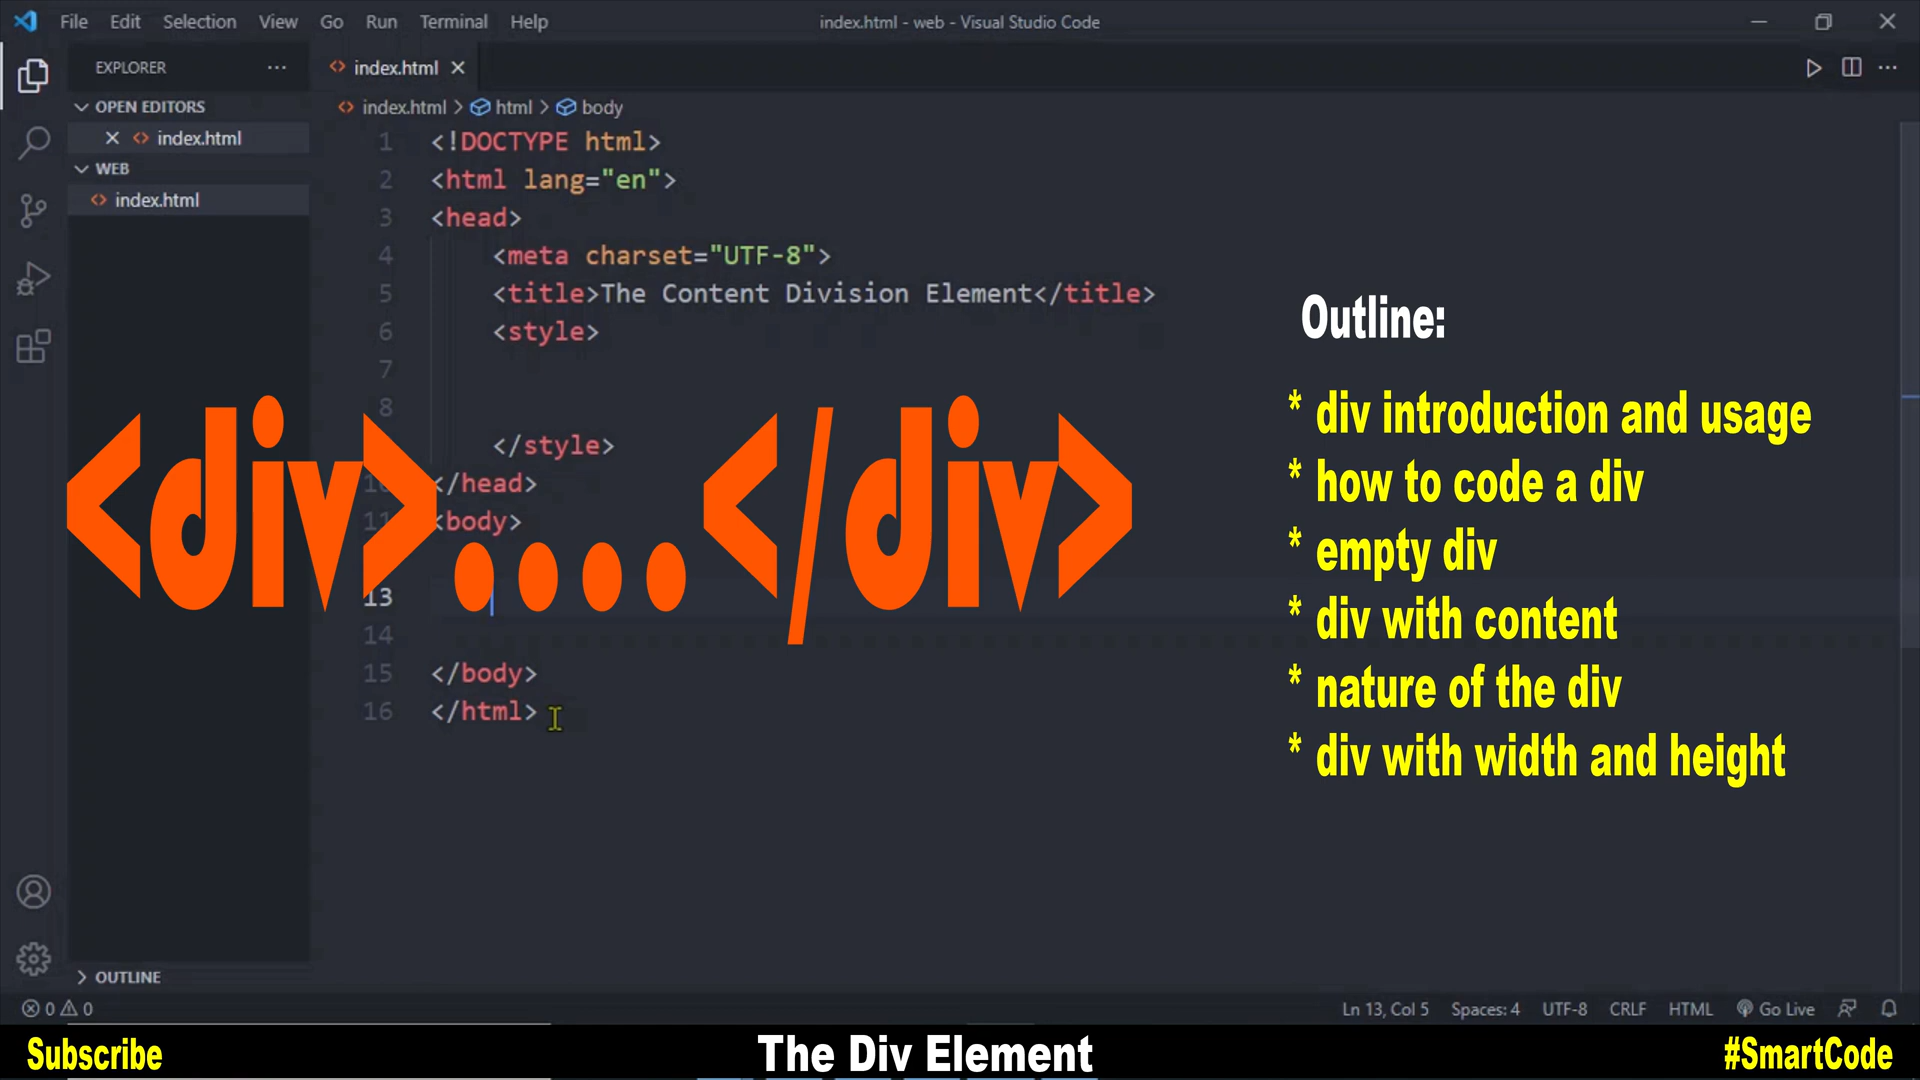 File Edit Selection View Go Run Terminal Help
index.html - web - Visual Studio Code
EXPLORER
index.html
OPEN EDITORS
index.html
WEB
index.html
index.html > html > body
1 <!DOCTYPE html>
2 <html lang="en">
3 <head>
4 <meta charset="UTF-8">
5 <title>The Content Division Element</title>
6 <style>
7
8
</style>
</head>
11 <body>
13
14
15 </body>
16 </html>
<div>....</div>
Outline:
* div introduction and usage
* how to code a div
* empty div
* div with content
* nature of the div
* div with width and height
OUTLINE
0 0
Ln 13, Col 5 Spaces: 4 UTF-8 CRLF HTML Go Live
Subscribe
The Div Element
#SmartCode